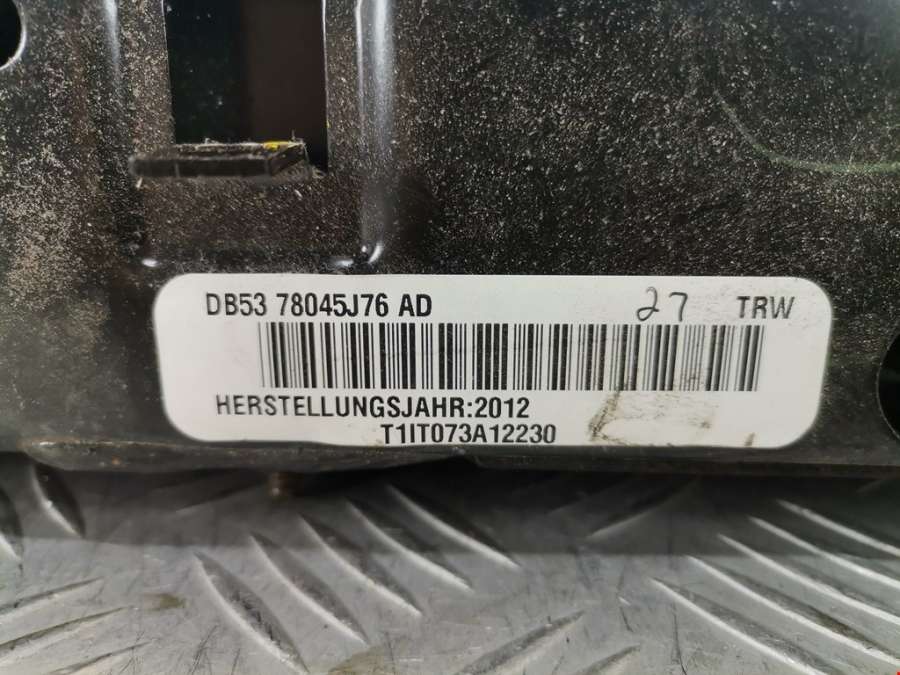 DB53 78045J76 AD 27 TRW
HERSTELLUNGSJAHR:2012
T1IT073A12230